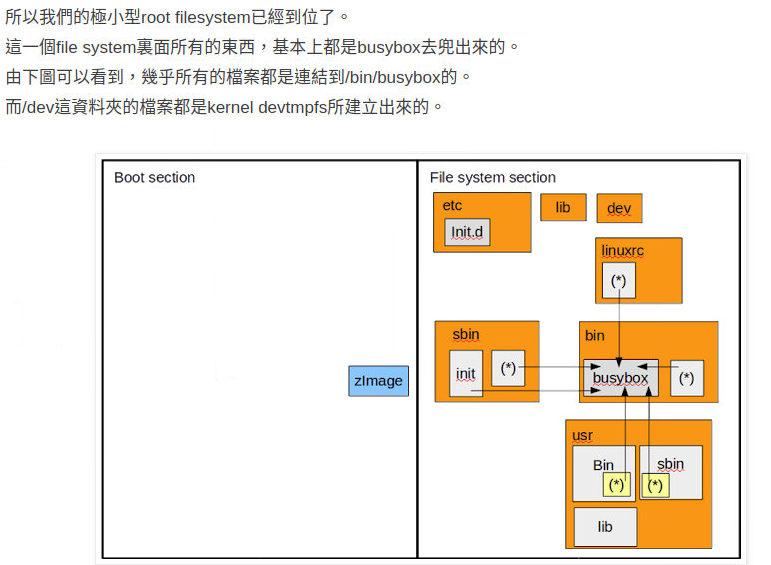 所以我們的極小型root filesystem已經到位了。
這一個file system裏面所有的東西，基本上都是busybox去兜出來的。
由下圖可以看到，幾乎所有的檔案都是連結到/bin/busybox的。
而/dev這資料夾的檔案都是kernel devtmpfs所建立出來的。
Boot section
File system section
etc
lib
dev
Init.d
linuxrc
(*)
sbin
bin
init
(*)
busybox
(*)
zImage
usr
Bin
sbin
(*)
(*)
lib